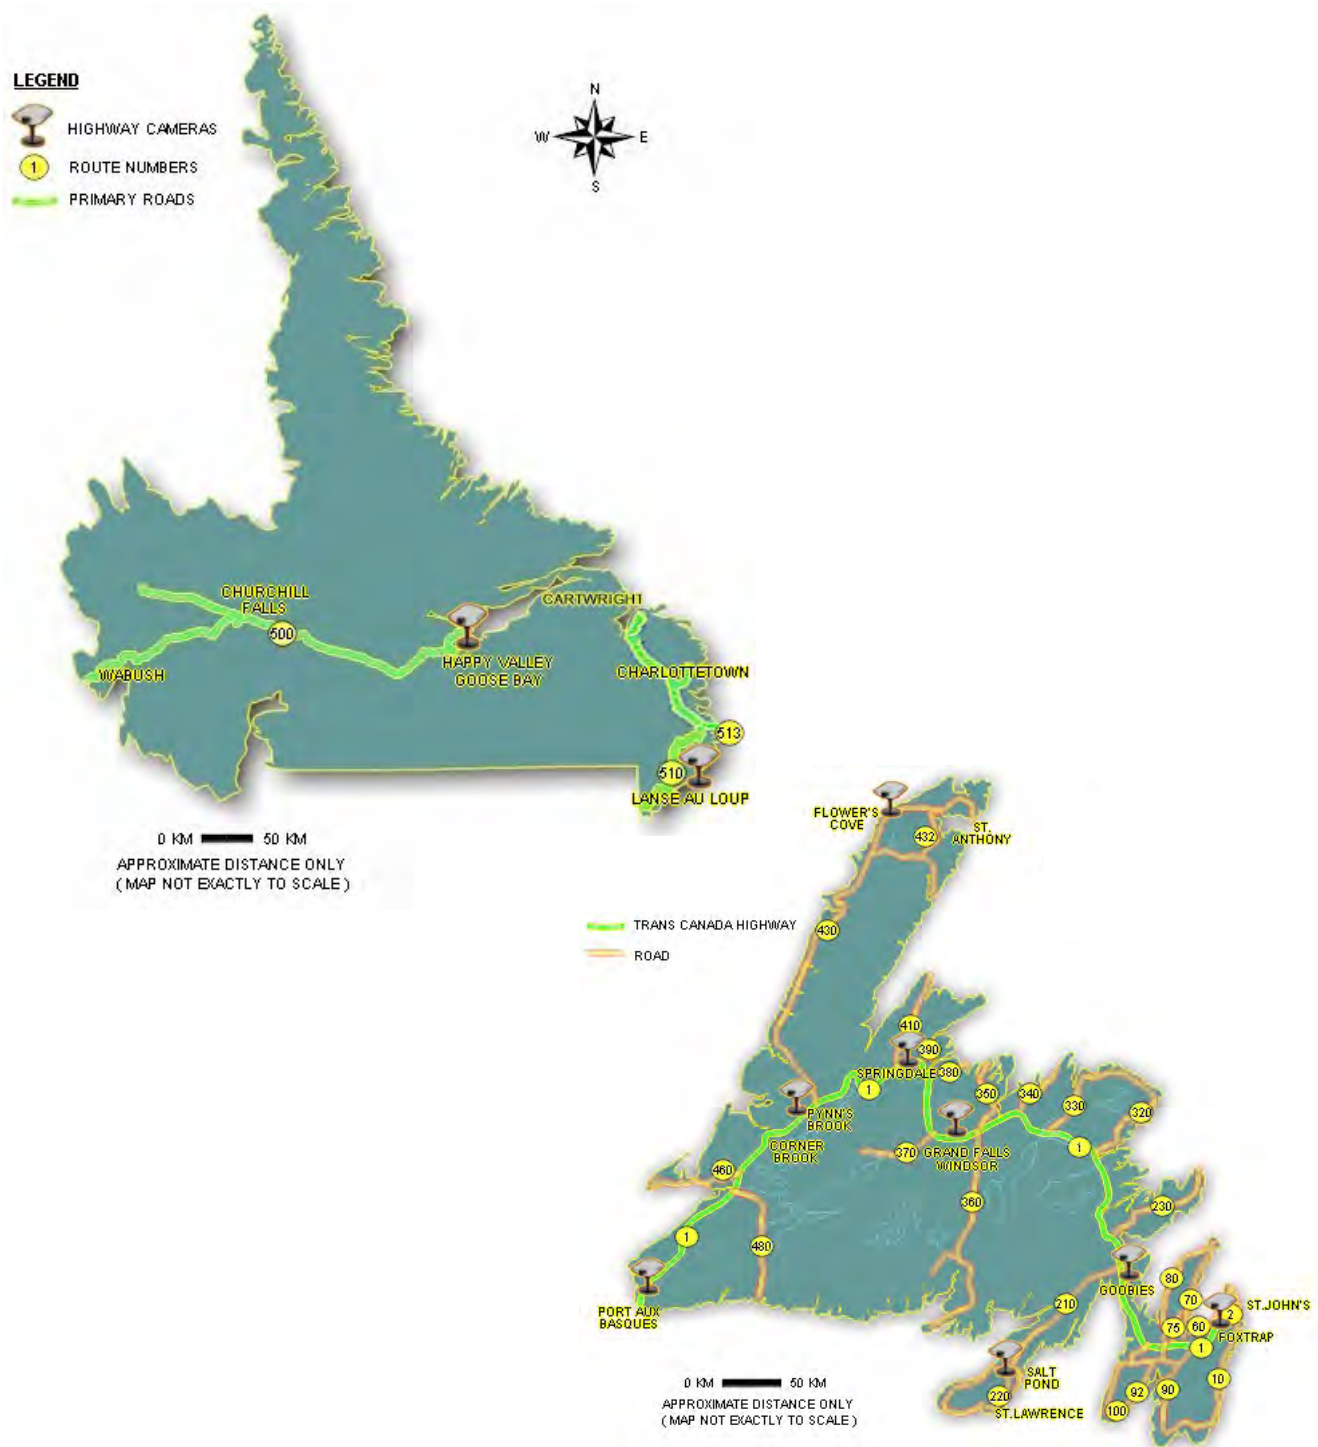 LEGEND
HIGHWAY CAMERAS
1 ROUTE NUMBERS
PRIMARY ROADS
N
W E
S
CHURCHILL
FALLS
500
WABUSH
HAPPY VALLEY
GOOSE BAY
CARTWRIGHT
CHARLOTTETOWN
513
510
LANSE AU LOUP
0 KM 50 KM
APPROXIMATE DISTANCE ONLY
( MAP NOT EXACTLY TO SCALE )
TRANS CANADA HIGHWAY
ROAD
FLOWER'S
COVE
432
ST.
ANTHONY
430
410
390
SPRINGDALE
380
1
350
340
330
320
PYNN'S
BROOK
CORNER
BROOK
370
GRAND FALLS
WINDSOR
1
460
360
230
480
1
GOOBIES
80
70
210
2
ST.JOHN'S
75
60
FOXTRAP
1
PORT AUX
BASQUES
SALT
POND
10
92
90
220
ST.LAWRENCE
100
0 KM 50 KM
APPROXIMATE DISTANCE ONLY
( MAP NOT EXACTLY TO SCALE )